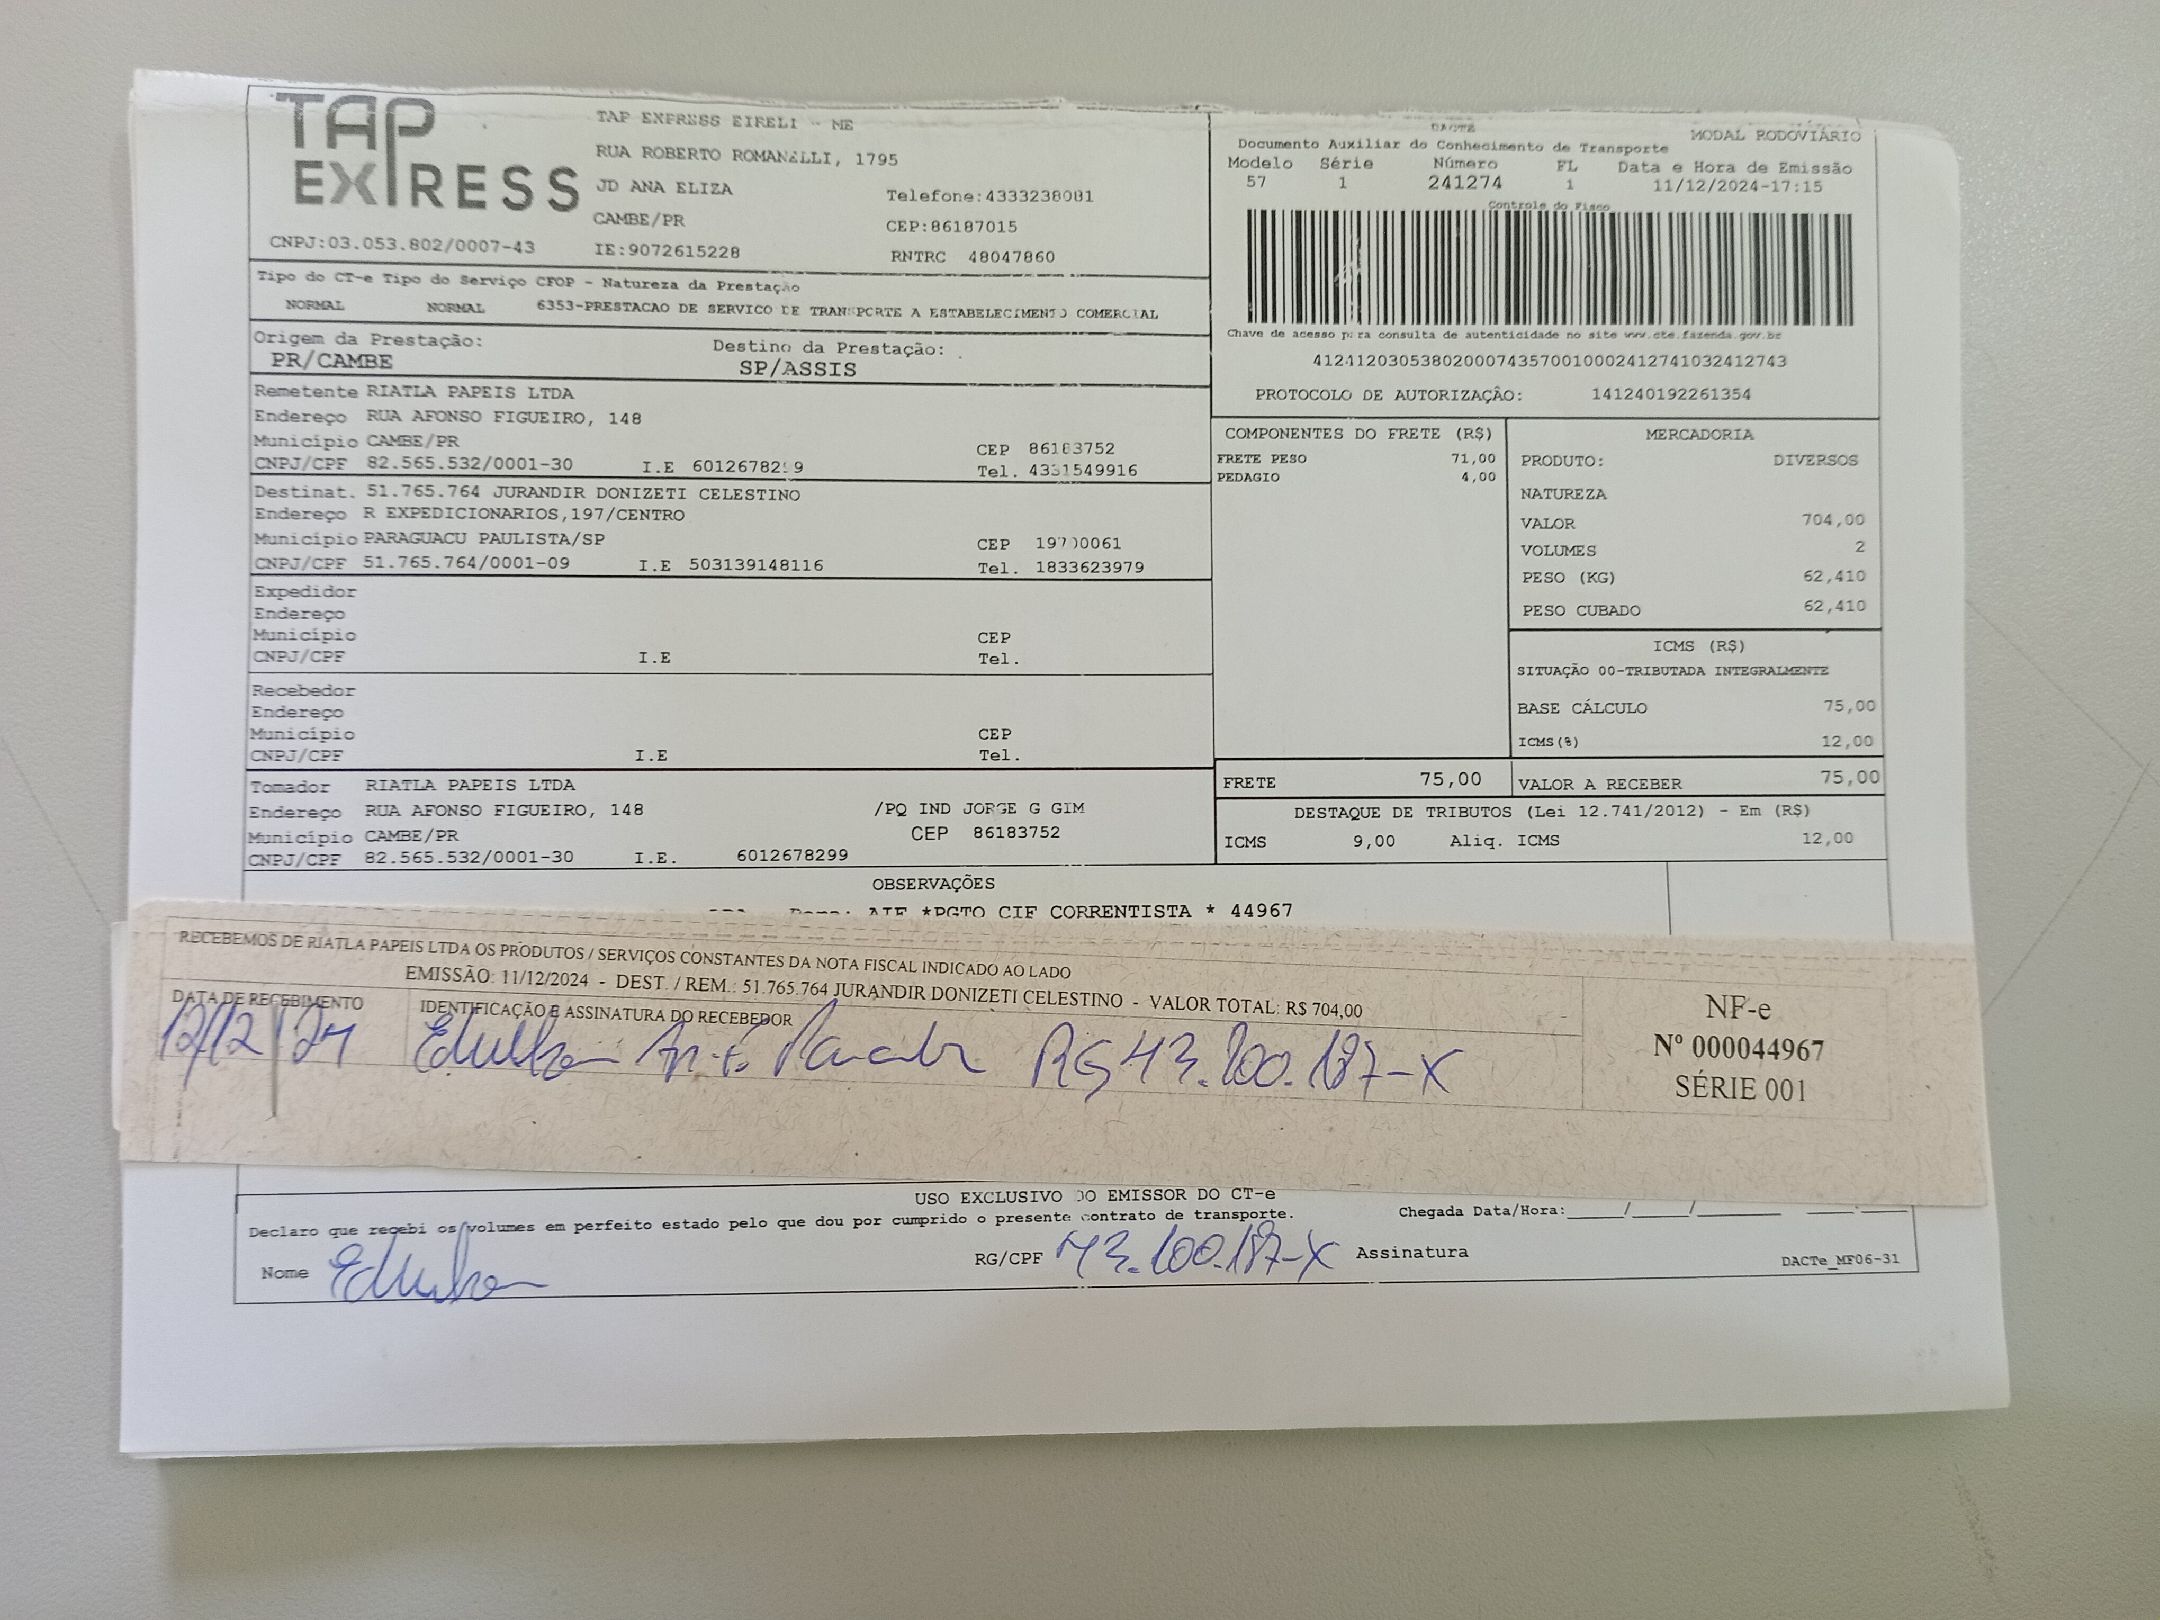 TAP EXPRESS
TAP EXPRESS EIRELI - ME
RUA ROBERTO ROMANELLI, 1795
JD ANA ELIZA Telefone:4333238081
CAMBE/PR CEP:86187015
CNPJ:03.053.802/0007-43 IE:9072615228 RNTRC 48047860
DACTE MODAL RODOVIÁRIO
Documento Auxiliar do Conhecimento de Transporte
Modelo Série Número FL Data e Hora de Emissão
57 1 241274 1 11/12/2024-17:15
Controle do Fisco
Chave de acesso para consulta de autenticidade no site www.cte.fazenda.gov.br
41241203053802000743570010002412741032412743
PROTOCOLO DE AUTORIZAÇÃO: 141240192261354
Tipo do CT-e Tipo do Serviço CFOP - Natureza da Prestação
NORMAL NORMAL 6353-PRESTACAO DE SERVICO DE TRANSPORTE A ESTABELECIMENTO COMERCIAL
Origem da Prestação: Destino da Prestação:
PR/CAMBE SP/ASSIS
Remetente RIATLA PAPEIS LTDA
Endereço RUA AFONSO FIGUEIRO, 148
Município CAMBE/PR CEP 86183752
CNPJ/CPF 82.565.532/0001-30 I.E 6012678299 Tel. 4331549916
Destinat. 51.765.764 JURANDIR DONIZETI CELESTINO
Endereço R EXPEDICIONARIOS,197/CENTRO
Município PARAGUACU PAULISTA/SP CEP 19700061
CNPJ/CPF 51.765.764/0001-09 I.E 503139148116 Tel. 1833623979
Expedidor
Endereço
Município CEP
CNPJ/CPF I.E Tel.
Recebedor
Endereço
Município CEP
CNPJ/CPF I.E Tel.
Tomador RIATLA PAPEIS LTDA
Endereço RUA AFONSO FIGUEIRO, 148 /PQ IND JORGE G GIM
Município CAMBE/PR CEP 86183752
CNPJ/CPF 82.565.532/0001-30 I.E. 6012678299
COMPONENTES DO FRETE (R$)
FRETE PESO 71,00
PEDAGIO 4,00
MERCADORIA
PRODUTO: DIVERSOS
NATUREZA
VALOR 704,00
VOLUMES 2
PESO (KG) 62,410
PESO CUBADO 62,410
ICMS (R$)
SITUAÇÃO 00-TRIBUTADA INTEGRALMENTE
BASE CÁLCULO 75,00
ICMS(%) 12,00
FRETE 75,00 VALOR A RECEBER 75,00
DESTAQUE DE TRIBUTOS (Lei 12.741/2012) - Em (R$)
ICMS 9,00 Aliq. ICMS 12,00
OBSERVAÇÕES
*PGTO CIF CORRENTISTA * 44967
RECEBEMOS DE RIATLA PAPEIS LTDA OS PRODUTOS / SERVIÇOS CONSTANTES DA NOTA FISCAL INDICADO AO LADO
EMISSÃO: 11/12/2024 - DEST. / REM.: 51.765.764 JURANDIR DONIZETI CELESTINO - VALOR TOTAL: R$ 704,00
DATA DE RECEBIMENTO IDENTIFICAÇÃO E ASSINATURA DO RECEBEDOR
12/12/24 RG 43.100.187-X
NF-e
Nº 000044967
SÉRIE 001
USO EXCLUSIVO DO EMISSOR DO CT-e
Declaro que recebi os volumes em perfeito estado pelo que dou por cumprido o presente contrato de transporte. Chegada Data/Hora:_____/_____/_______ ____:____
Nome RG/CPF 43.100.187-X Assinatura DACTe_MF06-31